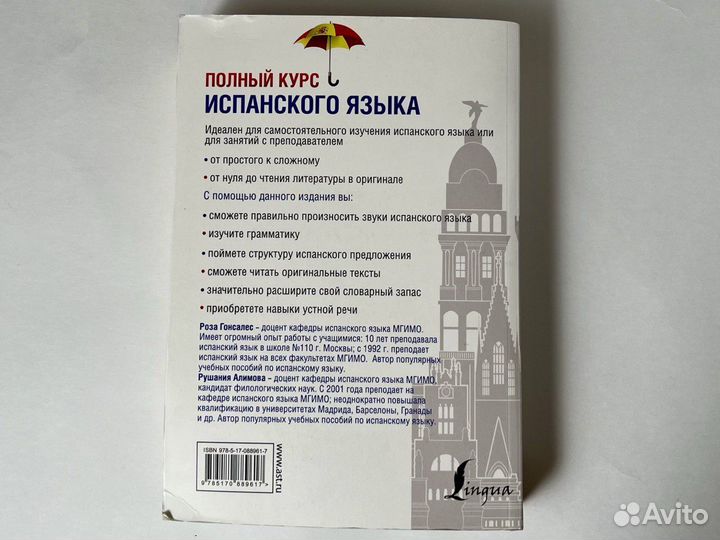 ПОЛНЫЙ КУРС
ИСПАНСКОГО ЯЗЫКА
Идеален для самостоятельного изучения испанского языка или
для занятий с преподавателем
• от простого к сложному
• от нуля до чтения литературы в оригинале
С помощью данного издания вы:
• сможете правильно произносить звуки испанского языка
• изучите грамматику
• поймете структуру испанского предложения
• сможете читать оригинальные тексты
• значительно расширите свой словарный запас
• приобретете навыки устной речи
Роза Гонсалес – доцент кафедры испанского языка МГИМО.
Имеет огромный опыт работы с учащимися: 10 лет преподавала
испанский язык в школе №110 г. Москвы; с 1992 г. преподает
испанский язык на всех факультетах МГИМО. Автор популярных
учебных пособий по испанскому языку.
Рушания Алимова – доцент кафедры испанского языка МГИМО,
кандидат филологических наук. С 2001 года преподает на
кафедре испанского языка МГИМО; неоднократно повышала
квалификацию в университетах Мадрида, Барселоны, Гранады
и др. Автор популярных учебных пособий по испанскому языку.
ISBN 978-5-17-088961-7
9 785170 889617 >
www.ast.ru
Lingua
Avito